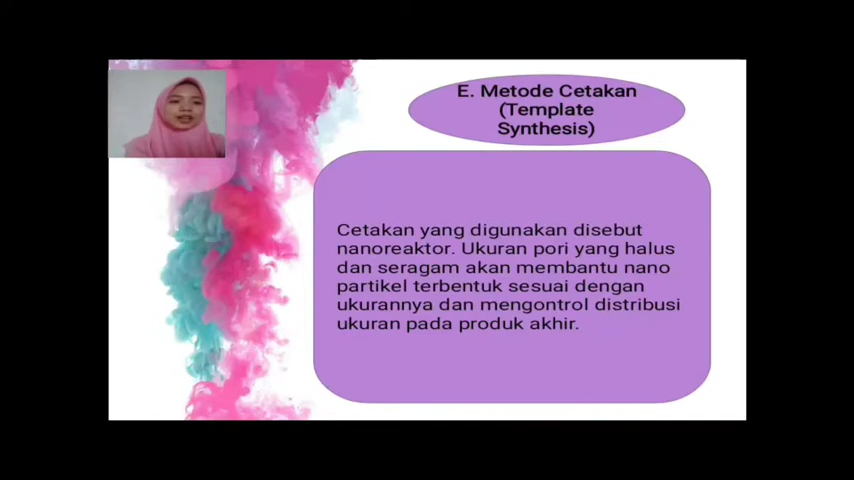 E. Metode Cetakan
(Template
Synthesis)
Cetakan yang digunakan disebut
nanoreaktor. Ukuran pori yang halus
dan seragam akan membantu nano
partikel terbentuk sesuai dengan
ukurannya dan mengontrol distribusi
ukuran pada produk akhir.